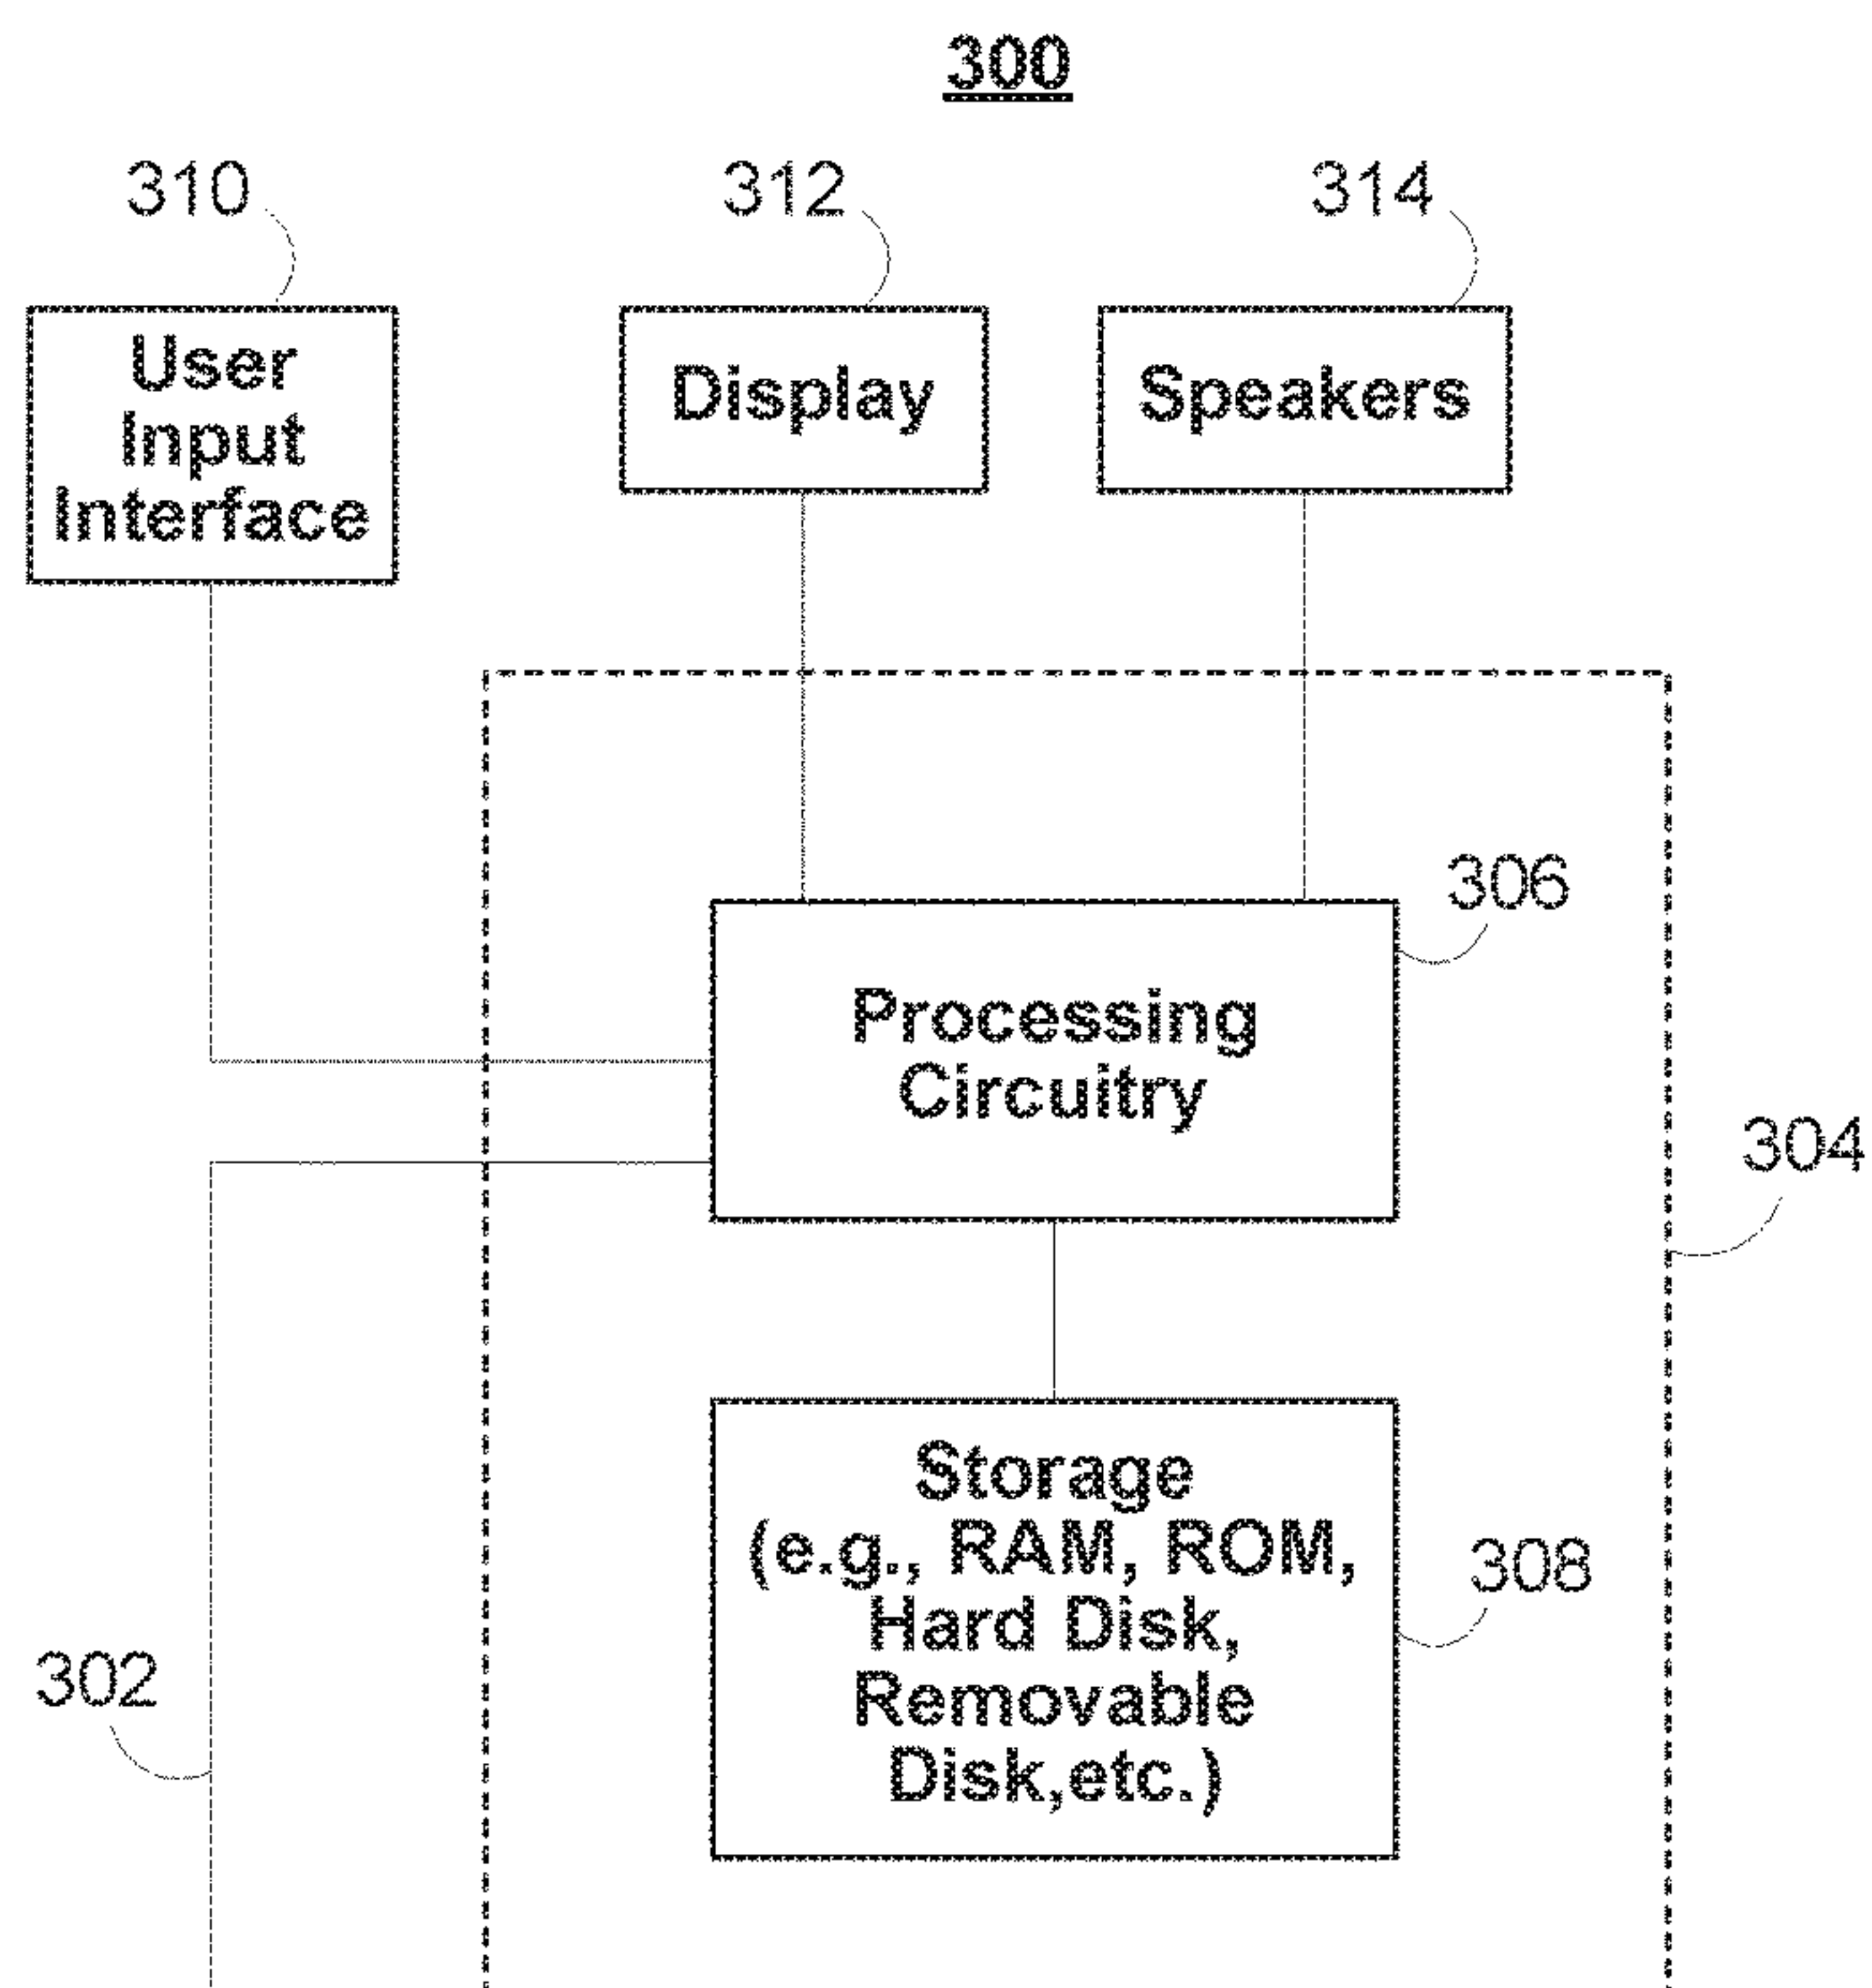 300
310
312
314
User
Input
Interface
Display
Speakers
306
Processing
Circuitry
304
Storage
(e.g., RAM, ROM,
Hard Disk,
Removable
Disk,etc.)
308
302